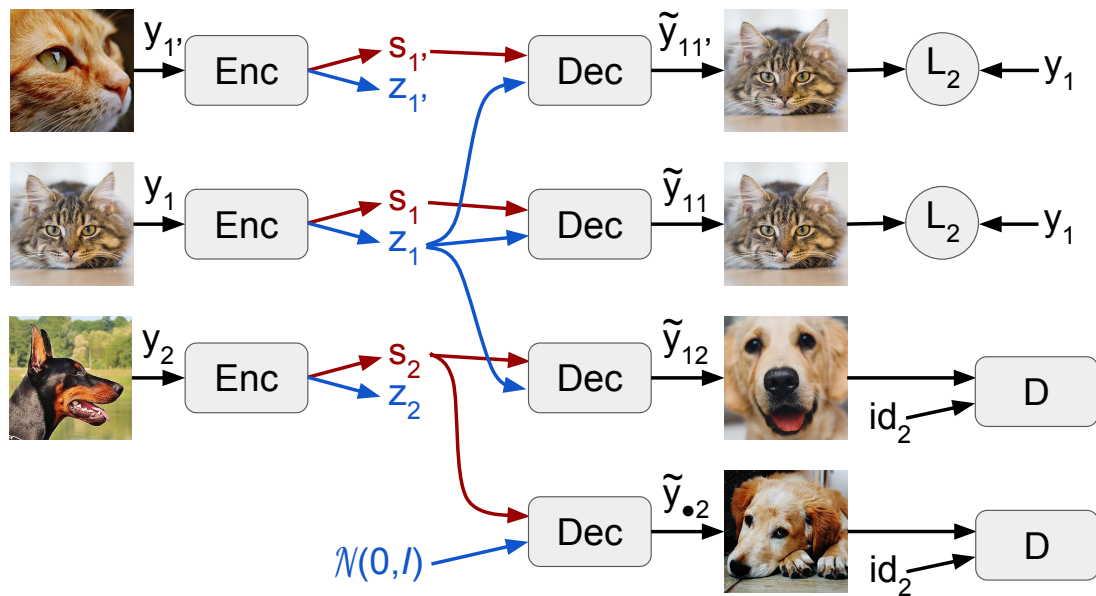 y₁' Enc s₁' z₁' Dec ỹ₁₁' L₂ y₁
y₁ Enc s₁ z₁ Dec ỹ₁₁ L₂ y₁
y₂ Enc s₂ z₂ Dec ỹ₁₂ id₂ D
𝒩(0,I) Dec ỹ•₂ id₂ D